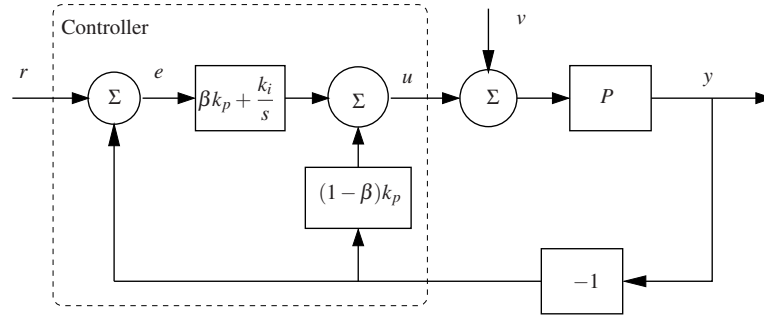 Controller
v
r
e
u
y
Σ
βk_p + k_i/s
Σ
Σ
P
(1 − β)k_p
−1